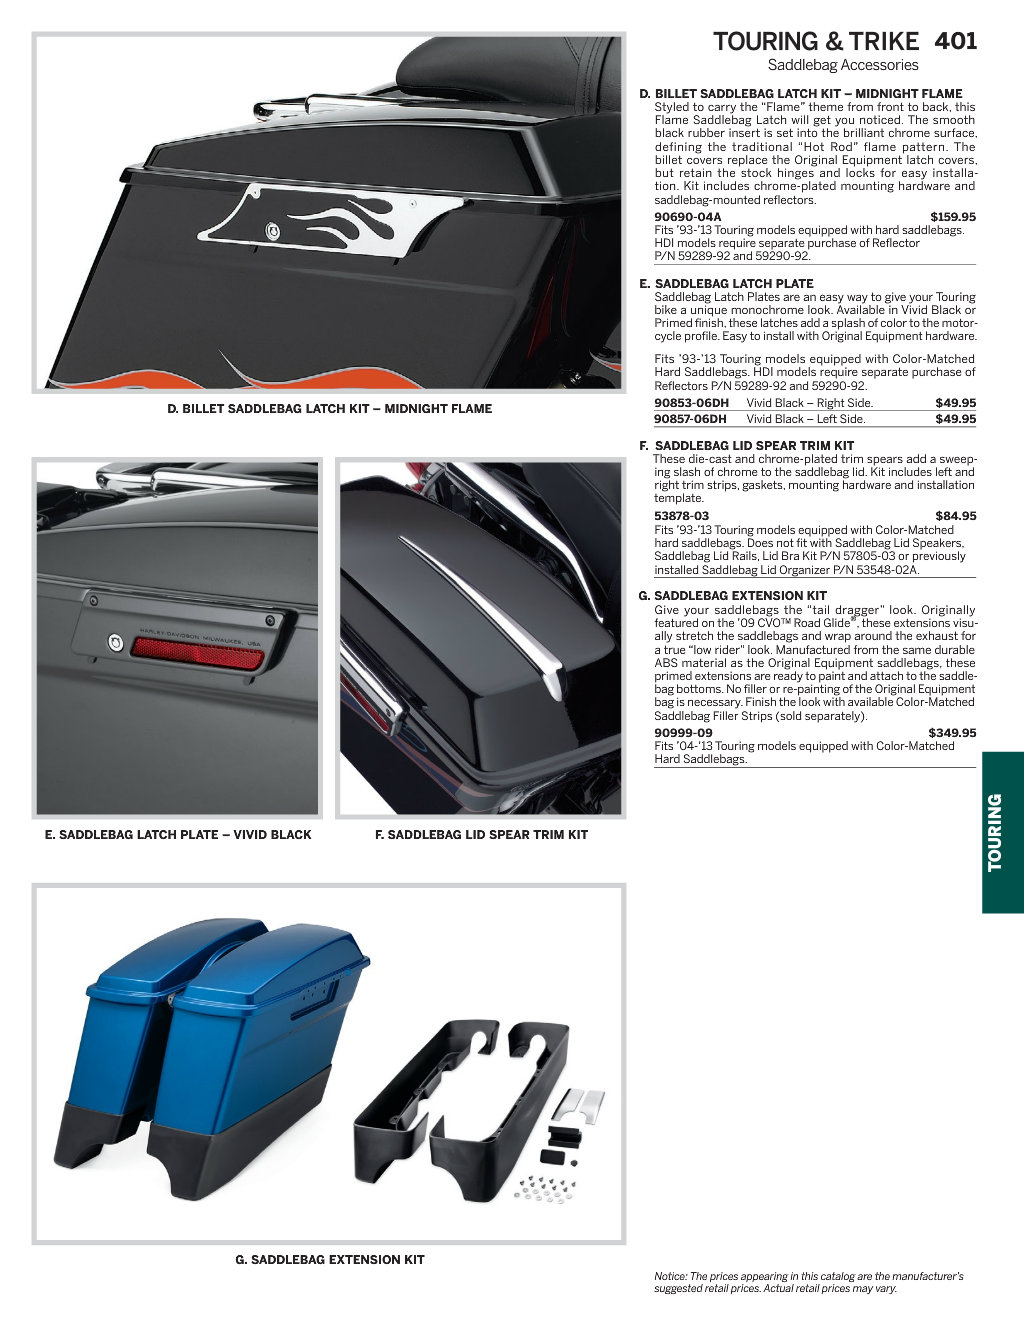 TOURING & TRIKE 401
Saddlebag Accessories
D. BILLET SADDLEBAG LATCH KIT – MIDNIGHT FLAME
Styled to carry the “Flame” theme from front to back, this
Flame Saddlebag Latch will get you noticed. The smooth
black rubber insert is set into the brilliant chrome surface,
defining the traditional “Hot Rod” flame pattern. The
billet covers replace the Original Equipment latch covers,
but retain the stock hinges and locks for easy installa-
tion. Kit includes chrome-plated mounting hardware and
saddlebag-mounted reflectors.
90690-04A $159.95
Fits ’93-’13 Touring models equipped with hard saddlebags.
HDI models require separate purchase of Reflector
P/N 59289-92 and 59290-92.
E. SADDLEBAG LATCH PLATE
Saddlebag Latch Plates are an easy way to give your Touring
bike a unique monochrome look. Available in Vivid Black or
Primed finish, these latches add a splash of color to the motor-
cycle profile. Easy to install with Original Equipment hardware.
Fits ’93-’13 Touring models equipped with Color-Matched
Hard Saddlebags. HDI models require separate purchase of
Reflectors P/N 59289-92 and 59290-92.
90853-06DH Vivid Black – Right Side. $49.95
90857-06DH Vivid Black – Left Side. $49.95
F. SADDLEBAG LID SPEAR TRIM KIT
These die-cast and chrome-plated trim spears add a sweep-
ing slash of chrome to the saddlebag lid. Kit includes left and
right trim strips, gaskets, mounting hardware and installation
template.
53878-03 $84.95
Fits ’93-’13 Touring models equipped with Color-Matched
hard saddlebags. Does not fit with Saddlebag Lid Speakers,
Saddlebag Lid Rails, Lid Bra Kit P/N 57805-03 or previously
installed Saddlebag Lid Organizer P/N 53548-02A.
G. SADDLEBAG EXTENSION KIT
Give your saddlebags the “tail dragger” look. Originally
featured on the ’09 CVO™ Road Glide®, these extensions visu-
ally stretch the saddlebags and wrap around the exhaust for
a true “low rider” look. Manufactured from the same durable
ABS material as the Original Equipment saddlebags, these
primed extensions are ready to paint and attach to the saddle-
bag bottoms. No filler or re-painting of the Original Equipment
bag is necessary. Finish the look with available Color-Matched
Saddlebag Filler Strips (sold separately).
90999-09 $349.95
Fits ’04-’13 Touring models equipped with Color-Matched
Hard Saddlebags.
D. BILLET SADDLEBAG LATCH KIT – MIDNIGHT FLAME
HARLEY-DAVIDSON MILWAUKEE, USA
E. SADDLEBAG LATCH PLATE – VIVID BLACK
F. SADDLEBAG LID SPEAR TRIM KIT
G. SADDLEBAG EXTENSION KIT
TOURING
Notice: The prices appearing in this catalog are the manufacturer’s
suggested retail prices. Actual retail prices may vary.